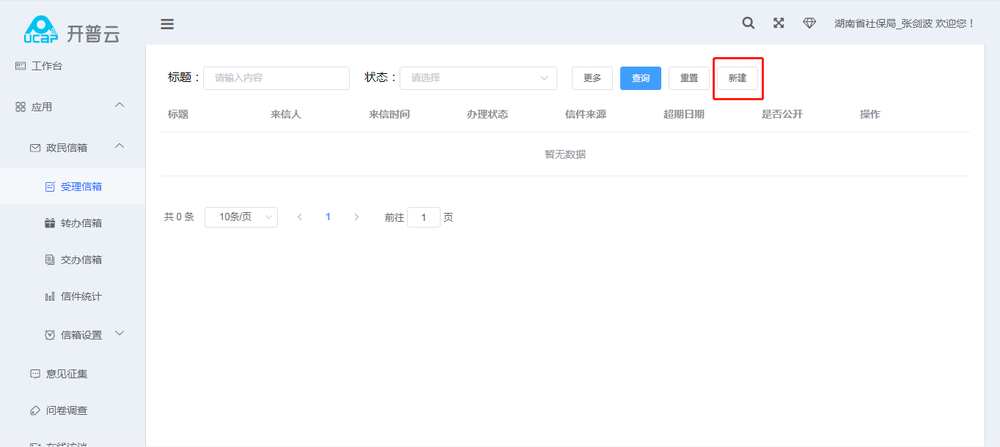 UCAP 开普云
湖南省社保局_张剑波 欢迎您！
工作台
应用
政民信箱
受理信箱
转办信箱
交办信箱
信件统计
信箱设置
意见征集
问卷调查
在线访谈
标题： 请输入内容 状态： 请选择 更多 查询 重置 新建
标题 来信人 来信时间 办理状态 信件来源 超期日期 是否公开 操作
暂无数据
共 0 条 10条/页 1 前往 1 页